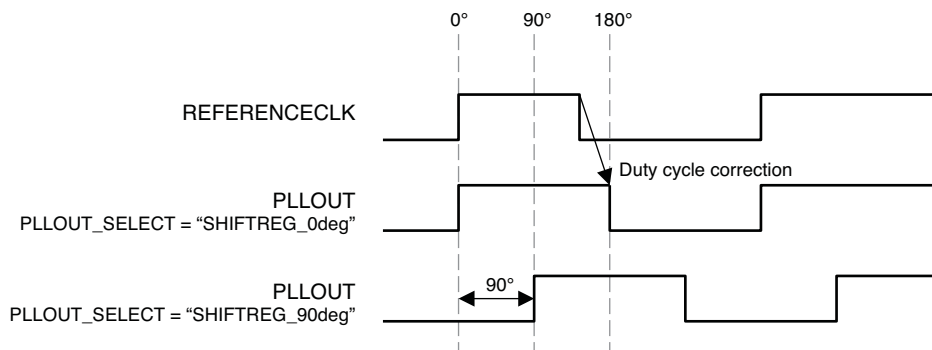 0° 90° 180°
REFERENCECLK
Duty cycle correction
PLLOUT
PLLOUT_SELECT = “SHIFTREG_0deg”
90°
PLLOUT
PLLOUT_SELECT = “SHIFTREG_90deg”